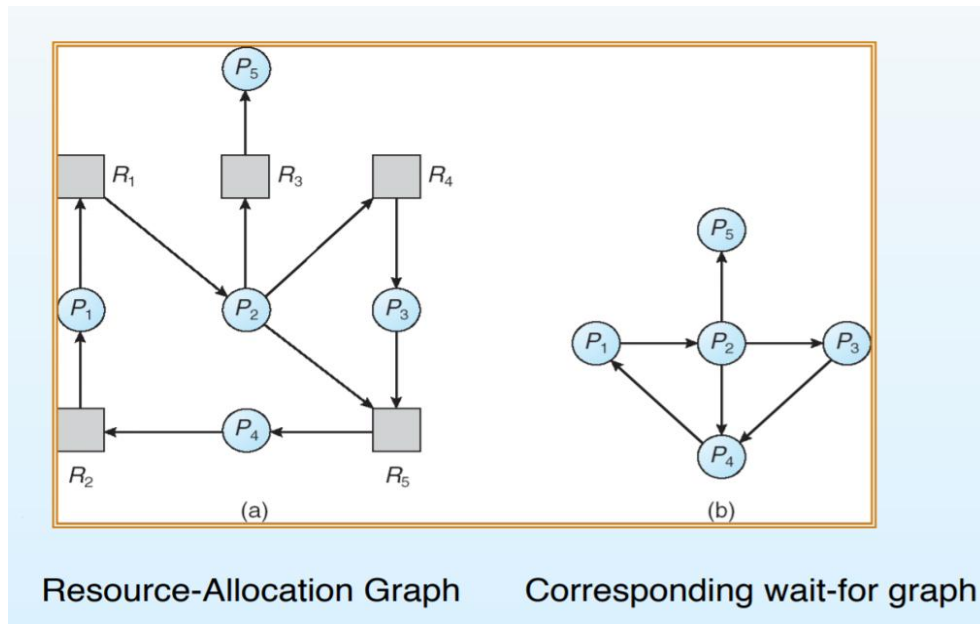 P₅
R₁
R₃
R₄
P₅
P₁
P₂
P₃
P₁
P₂
P₃
P₄
P₄
R₂
R₅
(a)
(b)
Resource-Allocation Graph
Corresponding wait-for graph